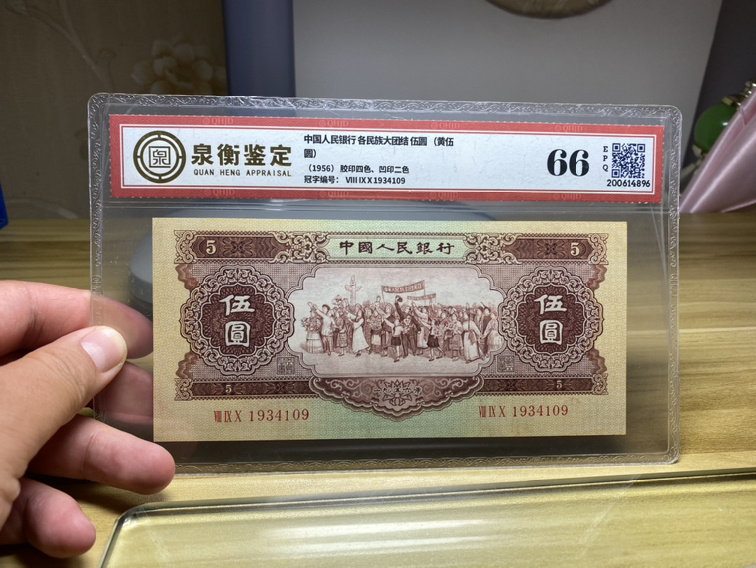 泉衡鉴定
QUAN HENG APPRAISAL
中国人民银行 各民族大团结 伍圆 （黄伍
圆）
（1956） 胶印四色、凹印二色
冠字编号： VIII IX X 1934109
66
EPQ
200614896
5 中國人民銀行 5
伍圓 伍圓
5 5
VIII IX X 1934109 VIII IX X 1934109